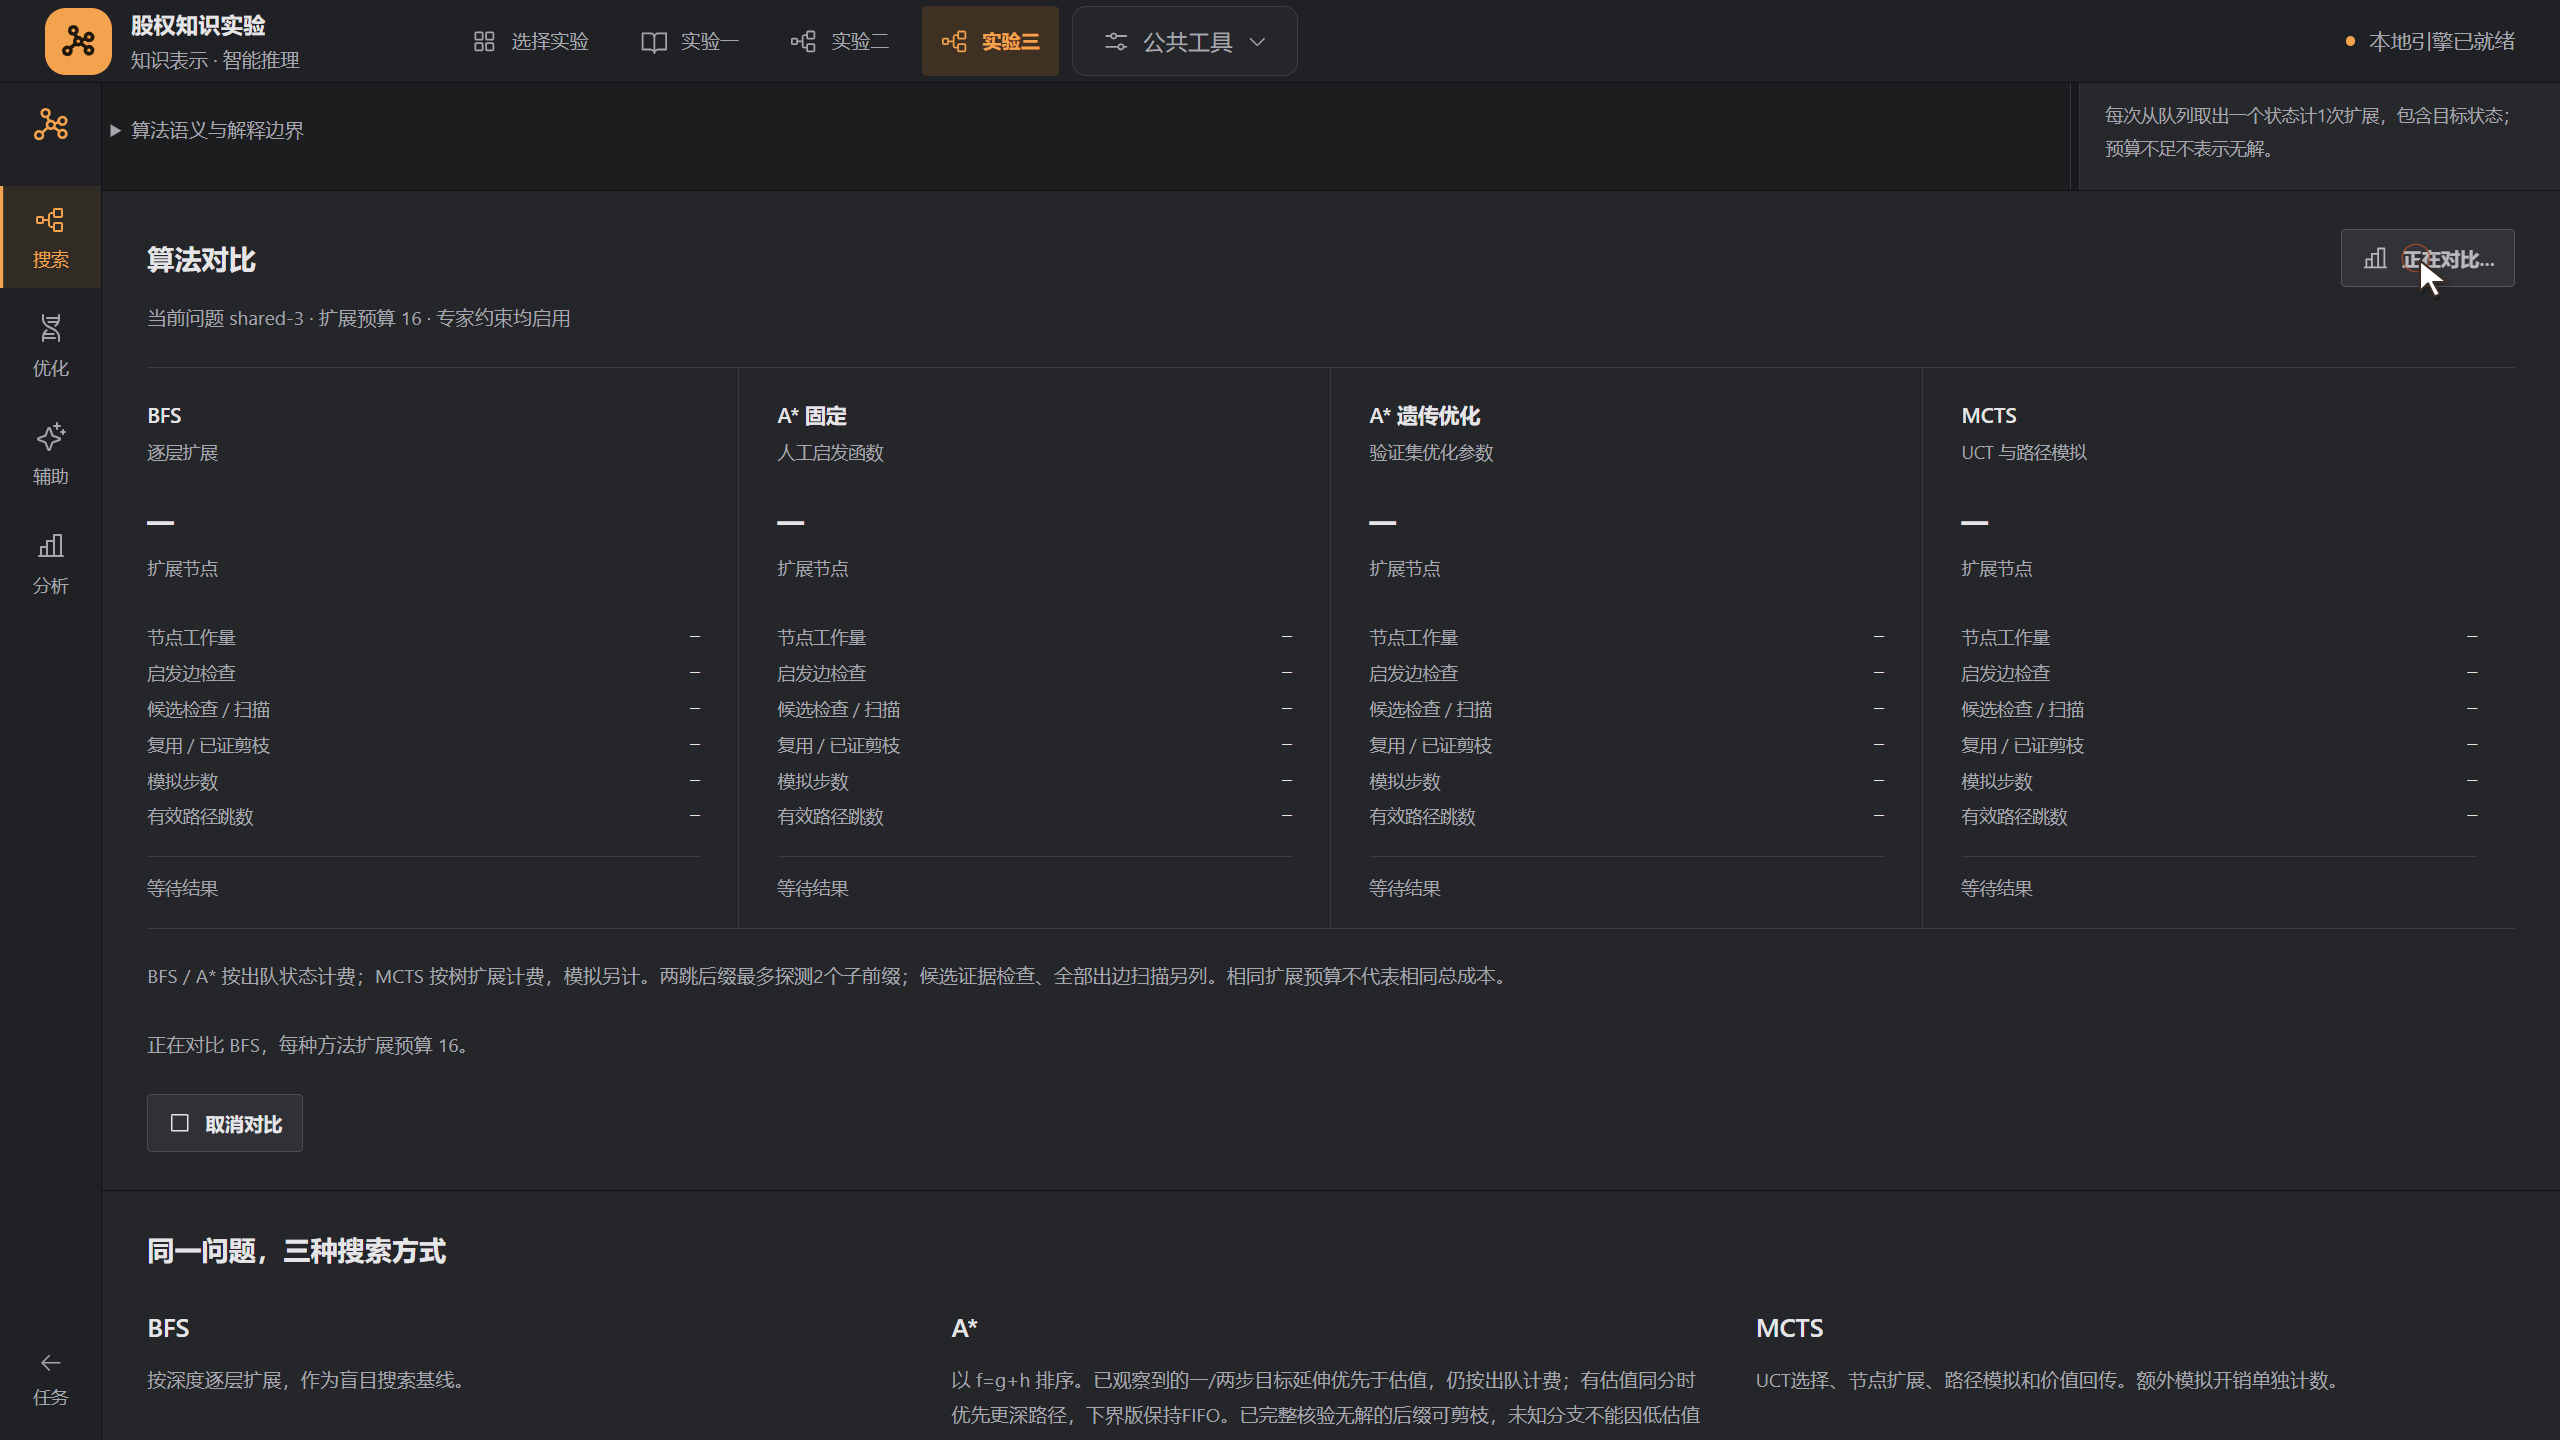 股权知识实验
知识表示 · 智能推理
选择实验
实验一
实验二
实验三
公共工具
本地引擎已就绪
搜索
优化
辅助
分析
任务
算法语义与解释边界
每次从队列取出一个状态计1次扩展，包含目标状态；
预算不足不表示无解。
算法对比
正在对比...
当前问题 shared-3 · 扩展预算 16 · 专家约束均启用
BFS
逐层扩展
—
扩展节点
节点工作量 –
启发边检查 –
候选检查 / 扫描 –
复用 / 已证剪枝 –
模拟步数 –
有效路径跳数 –
等待结果
A* 固定
人工启发函数
—
扩展节点
节点工作量 –
启发边检查 –
候选检查 / 扫描 –
复用 / 已证剪枝 –
模拟步数 –
有效路径跳数 –
等待结果
A* 遗传优化
验证集优化参数
—
扩展节点
节点工作量 –
启发边检查 –
候选检查 / 扫描 –
复用 / 已证剪枝 –
模拟步数 –
有效路径跳数 –
等待结果
MCTS
UCT 与路径模拟
—
扩展节点
节点工作量 –
启发边检查 –
候选检查 / 扫描 –
复用 / 已证剪枝 –
模拟步数 –
有效路径跳数 –
等待结果
BFS / A* 按出队状态计费；MCTS 按树扩展计费，模拟另计。两跳后缀最多探测2个子前缀；候选证据检查、全部出边扫描另列。相同扩展预算不代表相同总成本。
正在对比 BFS，每种方法扩展预算 16。
取消对比
同一问题，三种搜索方式
BFS
按深度逐层扩展，作为盲目搜索基线。
A*
以 f=g+h 排序。已观察到的一/两步目标延伸优先于估值，仍按出队计费；有估值同分时
优先更深路径，下界版保持FIFO。已完整核验无解的后缀可剪枝，未知分支不能因低估值
MCTS
UCT选择、节点扩展、路径模拟和价值回传。额外模拟开销单独计数。